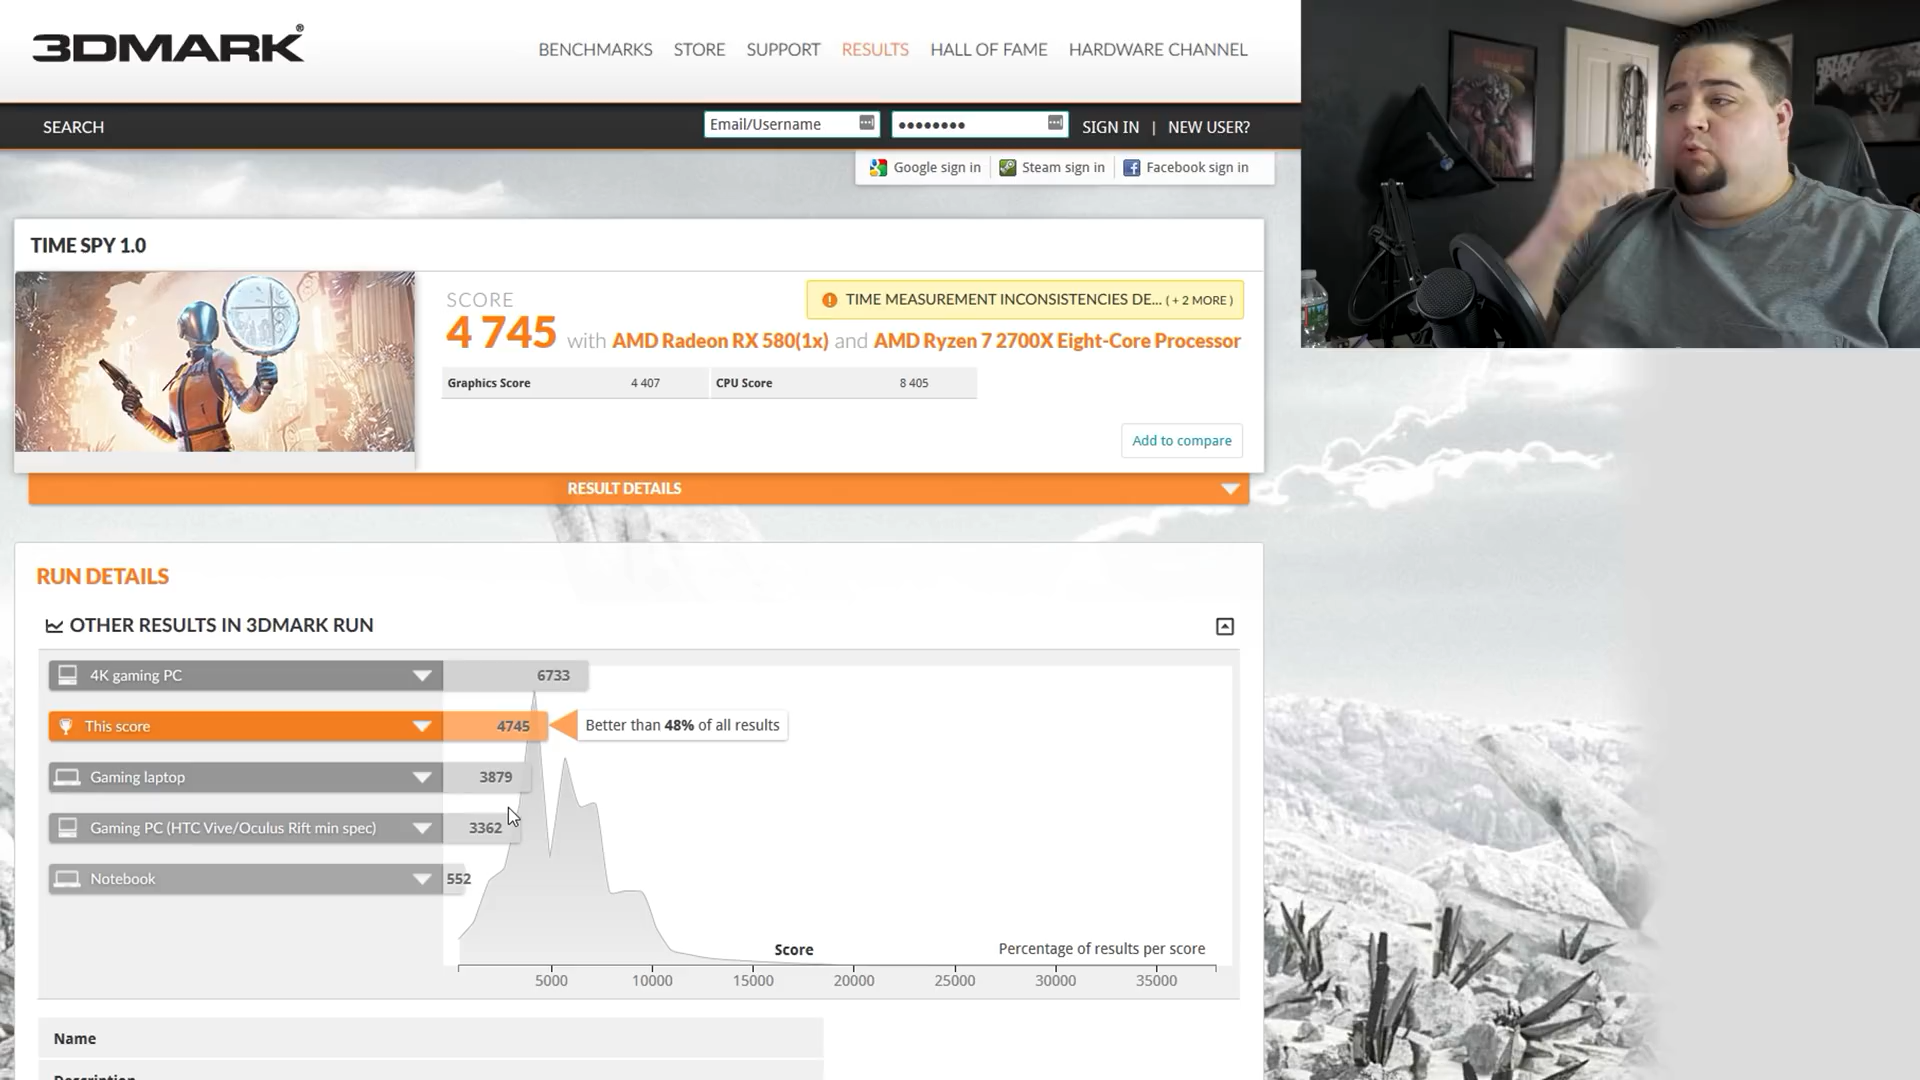 3DMARK®
BENCHMARKS STORE SUPPORT RESULTS HALL OF FAME HARDWARE CHANNEL
SEARCH Email/Username •••••••• SIGN IN | NEW USER?
Google sign in Steam sign in Facebook sign in
TIME SPY 1.0
SCORE
TIME MEASUREMENT INCONSISTENCIES DE... ( + 2 MORE )
4 745 with AMD Radeon RX 580(1x) and AMD Ryzen 7 2700X Eight-Core Processor
Graphics Score 4 407 CPU Score 8 405
Add to compare
RESULT DETAILS
RUN DETAILS
OTHER RESULTS IN 3DMARK RUN
4K gaming PC 6733
This score 4745 Better than 48% of all results
Gaming laptop 3879
Gaming PC (HTC Vive/Oculus Rift min spec) 3362
Notebook 552
Score Percentage of results per score
5000 10000 15000 20000 25000 30000 35000
Name
Description